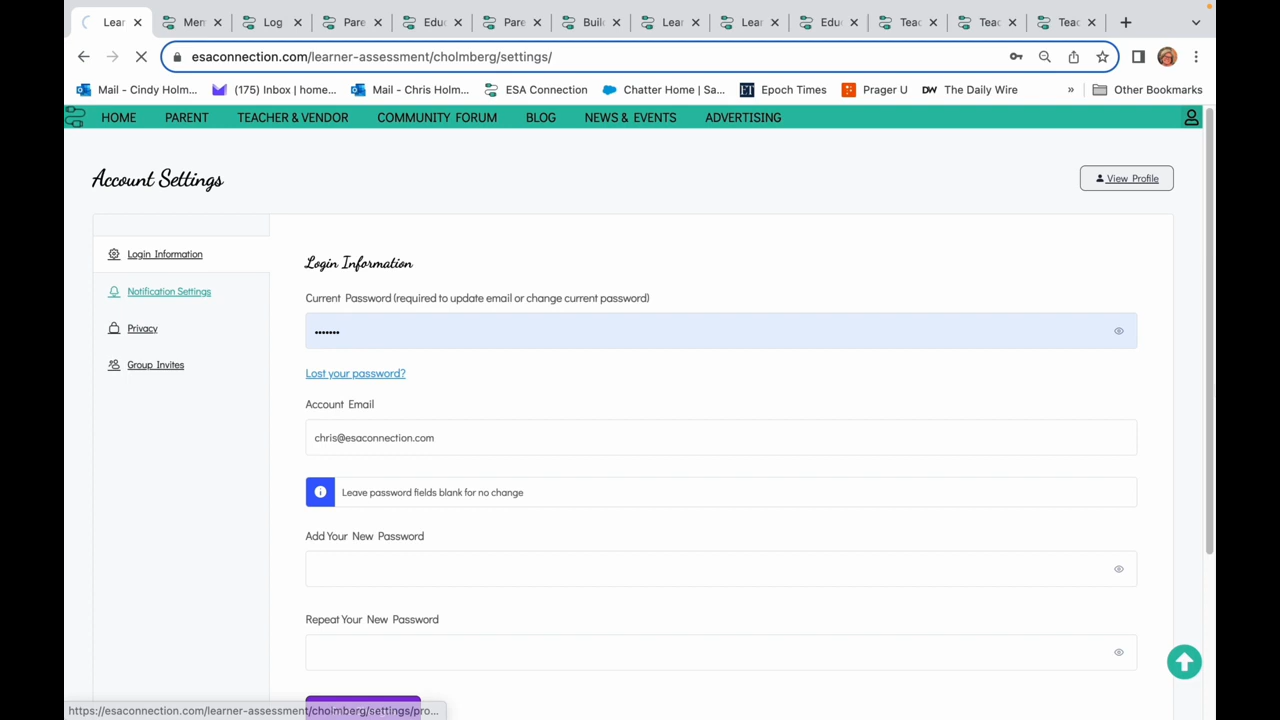 Lear
Mem
Log
Pare
Edu
Pare
Buil
Lear
Lear
Edu
Tea
Tea
Tea
esaconnection.com/learner-assessment/cholmberg/settings/
Mail - Cindy Holm...
(175) Inbox | home...
Mail - Chris Holm...
ESA Connection
Chatter Home | Sa...
ET
Epoch Times
Prager U
DW
The Daily Wire
»
Other Bookmarks
HOME
PARENT
TEACHER & VENDOR
COMMUNITY FORUM
BLOG
NEWS & EVENTS
ADVERTISING
Account Settings
View Profile
Login Information
Notification Settings
Privacy
Group Invites
Login Information
Current Password (required to update email or change current password)
•••••••
Lost your password?
Account Email
chris@esaconnection.com
Leave password fields blank for no change
Add Your New Password
Repeat Your New Password
https://esaconnection.com/learner-assessment/cholmberg/settings/pro...